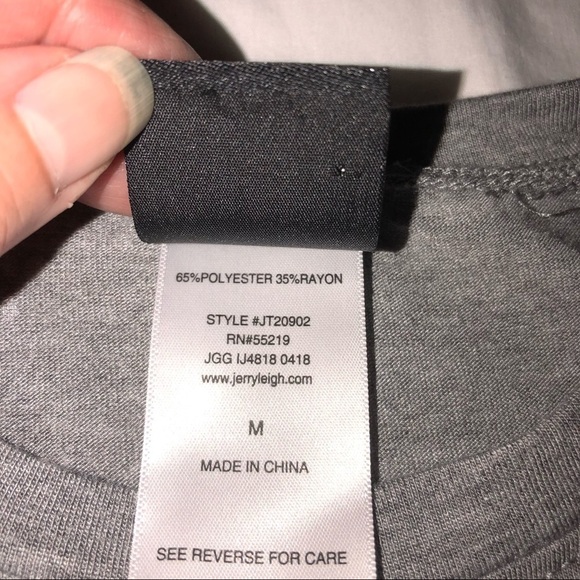 65%POLYESTER 35%RAYON
STYLE #JT20902
RN#55219
JGG IJ4818 0418
www.jerryleigh.com
M
MADE IN CHINA
SEE REVERSE FOR CARE